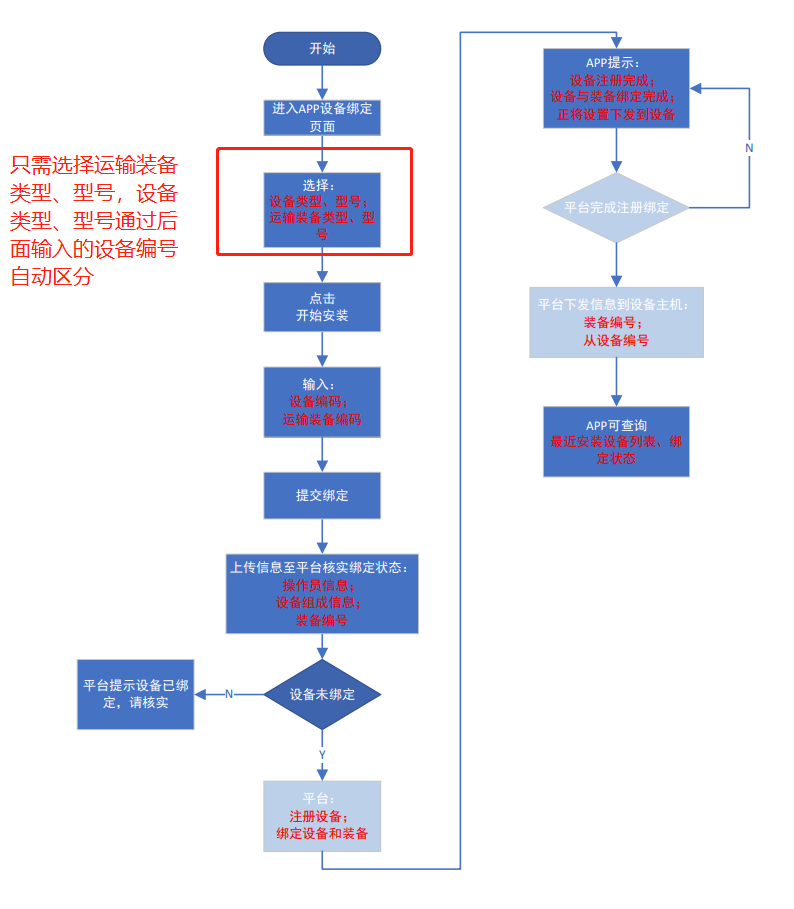 开始
进入APP设备绑定
页面
只需选择运输装备
类型、型号，设备
类型、型号通过后
面输入的设备编号
自动区分
选择：
设备类型、型号；
运输装备类型、型
号
点击
开始安装
输入：
设备编码；
运输装备编码
提交绑定
上传信息至平台核实绑定状态：
操作员信息；
设备组成信息；
装备编号
设备未绑定
N
平台提示设备已绑
定，请核实
Y
平台：
注册设备；
绑定设备和装备
APP提示：
设备注册完成；
设备与装备绑定完成；
正将设置下发到设备
N
平台完成注册绑定
平台下发信息到设备主机：
装备编号；
从设备编号
APP可查询
最近安装设备列表、绑
定状态